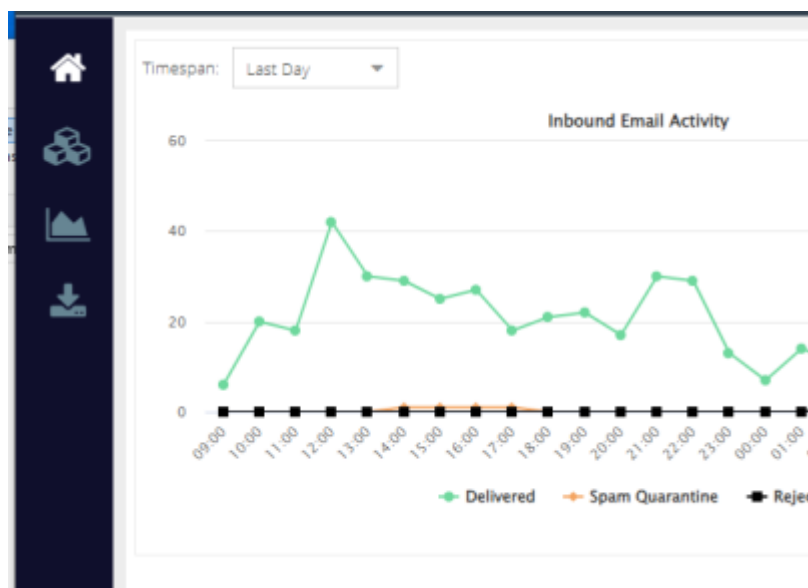 Timespan: Last Day
Inbound Email Activity
60
40
20
0
09:00 10:00 11:00 12:00 13:00 14:00 15:00 16:00 17:00 18:00 19:00 20:00 21:00 22:00 23:00 00:00 01:00
Delivered Spam Quarantine